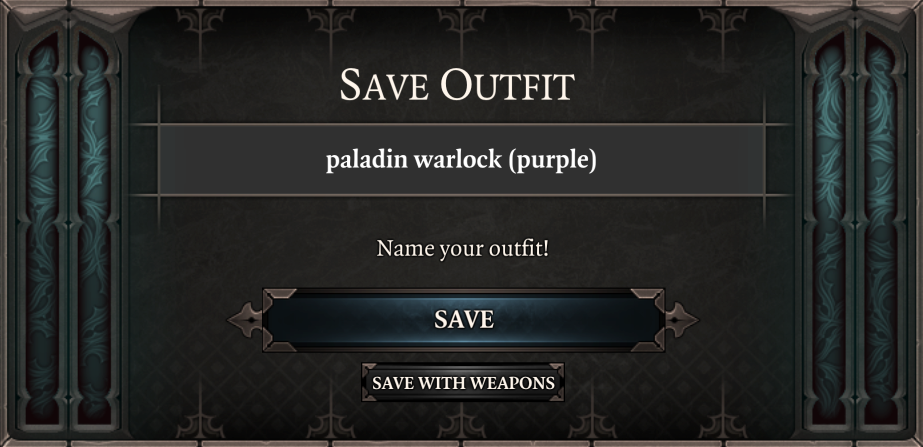 Save Outfit
paladin warlock (purple)
Name your outfit!
SAVE
SAVE WITH WEAPONS